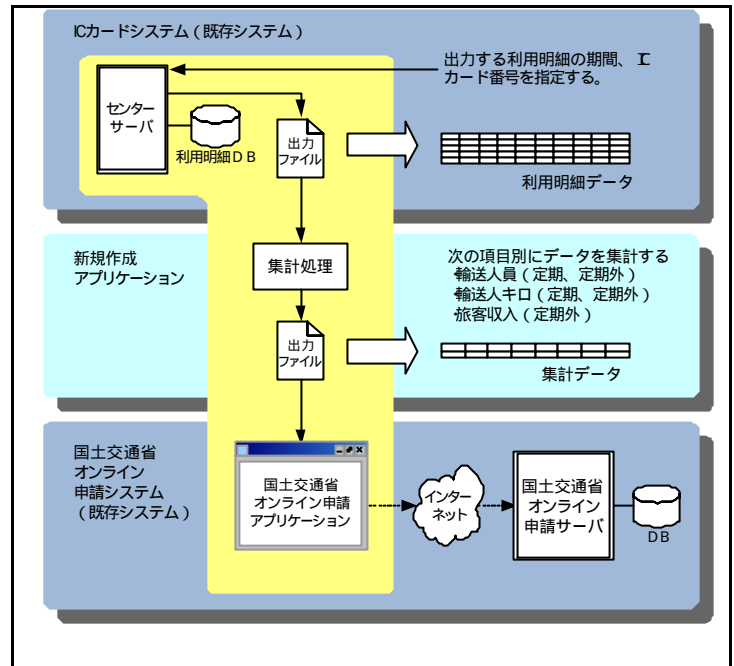 ICカードシステム（既存システム）
出力する利用明細の期間、IC
カード番号を指定する。
センター
サーバ
利用明細ＤＢ
出力
ファイル
利用明細データ
新規作成
アプリケーション
集計処理
次の項目別にデータを集計する
・輸送人員（定期、定期外）
・輸送人キロ（定期、定期外）
・旅客収入（定期外）
出力
ファイル
集計データ
国土交通省
オンライン
申請システム
（既存システム）
国土交通省
オンライン申請
アプリケーション
インター
ネット
国土交通省
オンライン
申請サーバ
ＤＢ